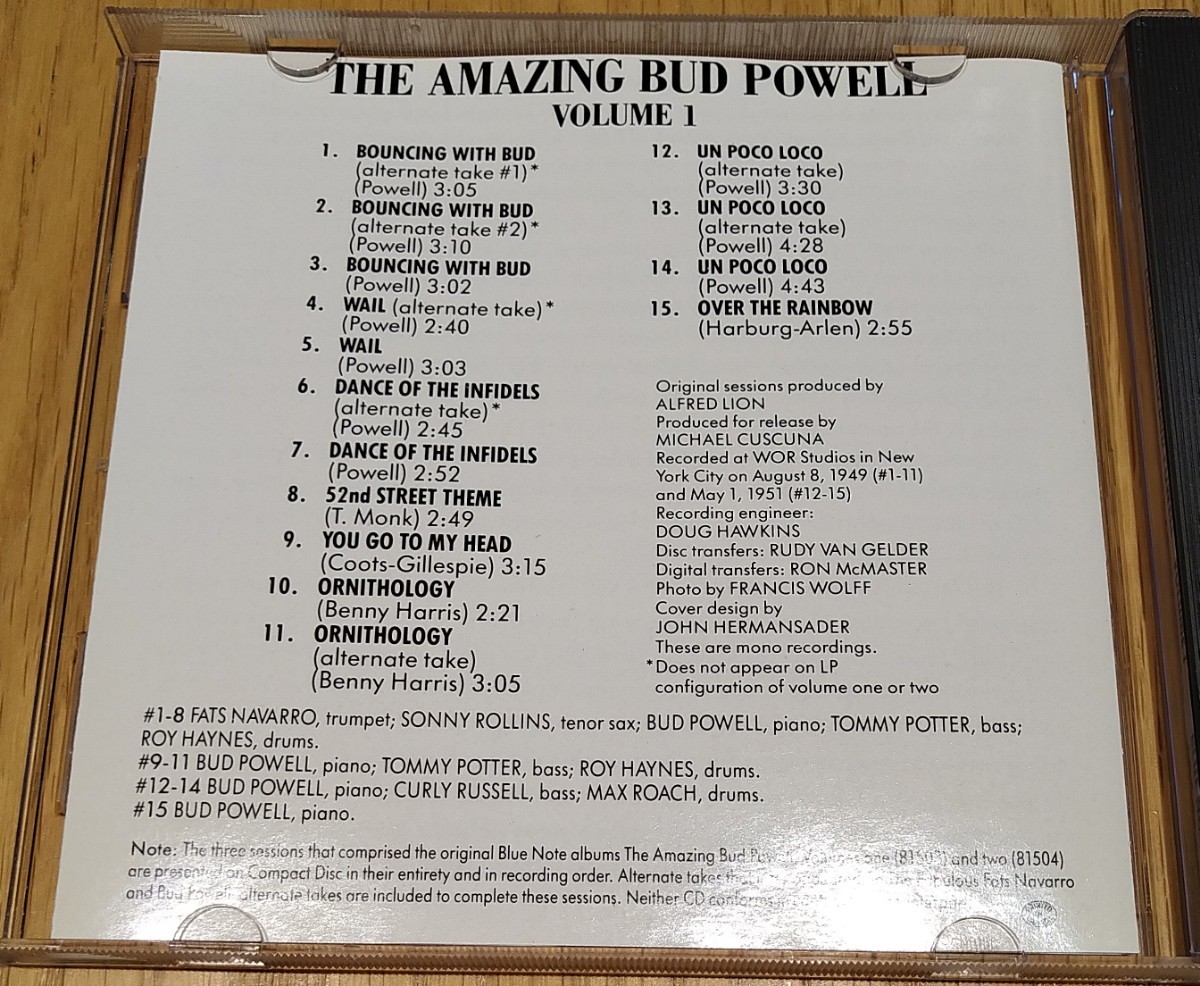 THE AMAZING BUD POWELL
VOLUME 1
1. BOUNCING WITH BUD
(alternate take #1)*
(Powell) 3:05
2. BOUNCING WITH BUD
(alternate take #2)*
(Powell) 3:10
3. BOUNCING WITH BUD
(Powell) 3:02
4. WAIL (alternate take)*
(Powell) 2:40
5. WAIL
(Powell) 3:03
6. DANCE OF THE INFIDELS
(alternate take)*
(Powell) 2:45
7. DANCE OF THE INFIDELS
(Powell) 2:52
8. 52nd STREET THEME
(T. Monk) 2:49
9. YOU GO TO MY HEAD
(Coots-Gillespie) 3:15
10. ORNITHOLOGY
(Benny Harris) 2:21
11. ORNITHOLOGY
(alternate take)
(Benny Harris) 3:05
12. UN POCO LOCO
(alternate take)
(Powell) 3:30
13. UN POCO LOCO
(alternate take)
(Powell) 4:28
14. UN POCO LOCO
(Powell) 4:43
15. OVER THE RAINBOW
(Harburg-Arlen) 2:55
Original sessions produced by
ALFRED LION
Produced for release by
MICHAEL CUSCUNA
Recorded at WOR Studios in New
York City on August 8, 1949 (#1-11)
and May 1, 1951 (#12-15)
Recording engineer:
DOUG HAWKINS
Disc transfers: RUDY VAN GELDER
Digital transfers: RON McMASTER
Photo by FRANCIS WOLFF
Cover design by
JOHN HERMANSADER
These are mono recordings.
*Does not appear on LP
configuration of volume one or two
#1-8 FATS NAVARRO, trumpet; SONNY ROLLINS, tenor sax; BUD POWELL, piano; TOMMY POTTER, bass;
ROY HAYNES, drums.
#9-11 BUD POWELL, piano; TOMMY POTTER, bass; ROY HAYNES, drums.
#12-14 BUD POWELL, piano; CURLY RUSSELL, bass; MAX ROACH, drums.
#15 BUD POWELL, piano.
Note: The three sessions that comprised the original Blue Note albums The Amazing Bud Powell, Volumes one (81503) and two (81504)
are presented on Compact Disc in their entirety and in recording order. Alternate takes The Fabulous Fats Navarro
and Bud Powell alternate takes are included to complete these sessions. Neither CD conforms